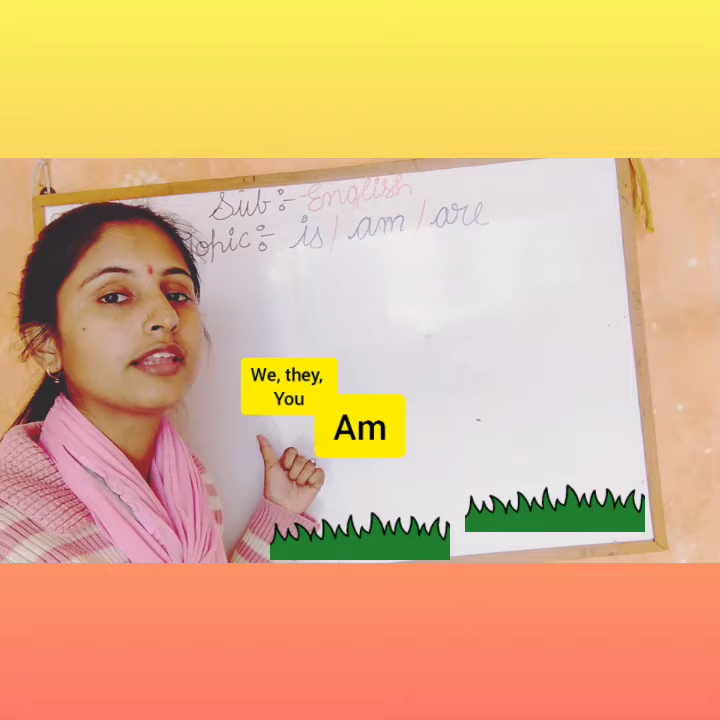 Sub :- English
Topic :- is / am / are
We, they,
You
Am